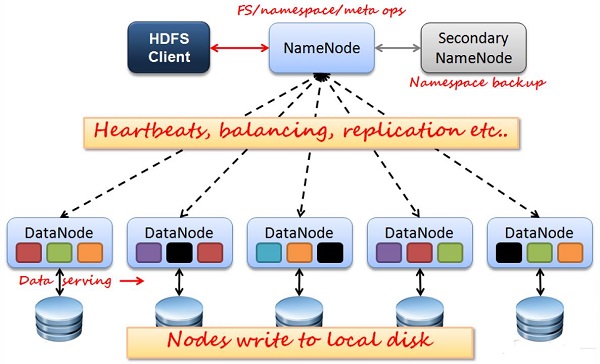 FS/namespace/meta ops
HDFS
Client
NameNode
Secondary
NameNode
Namespace backup
Heartbeats, balancing, replication etc..
DataNode
DataNode
DataNode
DataNode
DataNode
Data serving
Nodes write to local disk